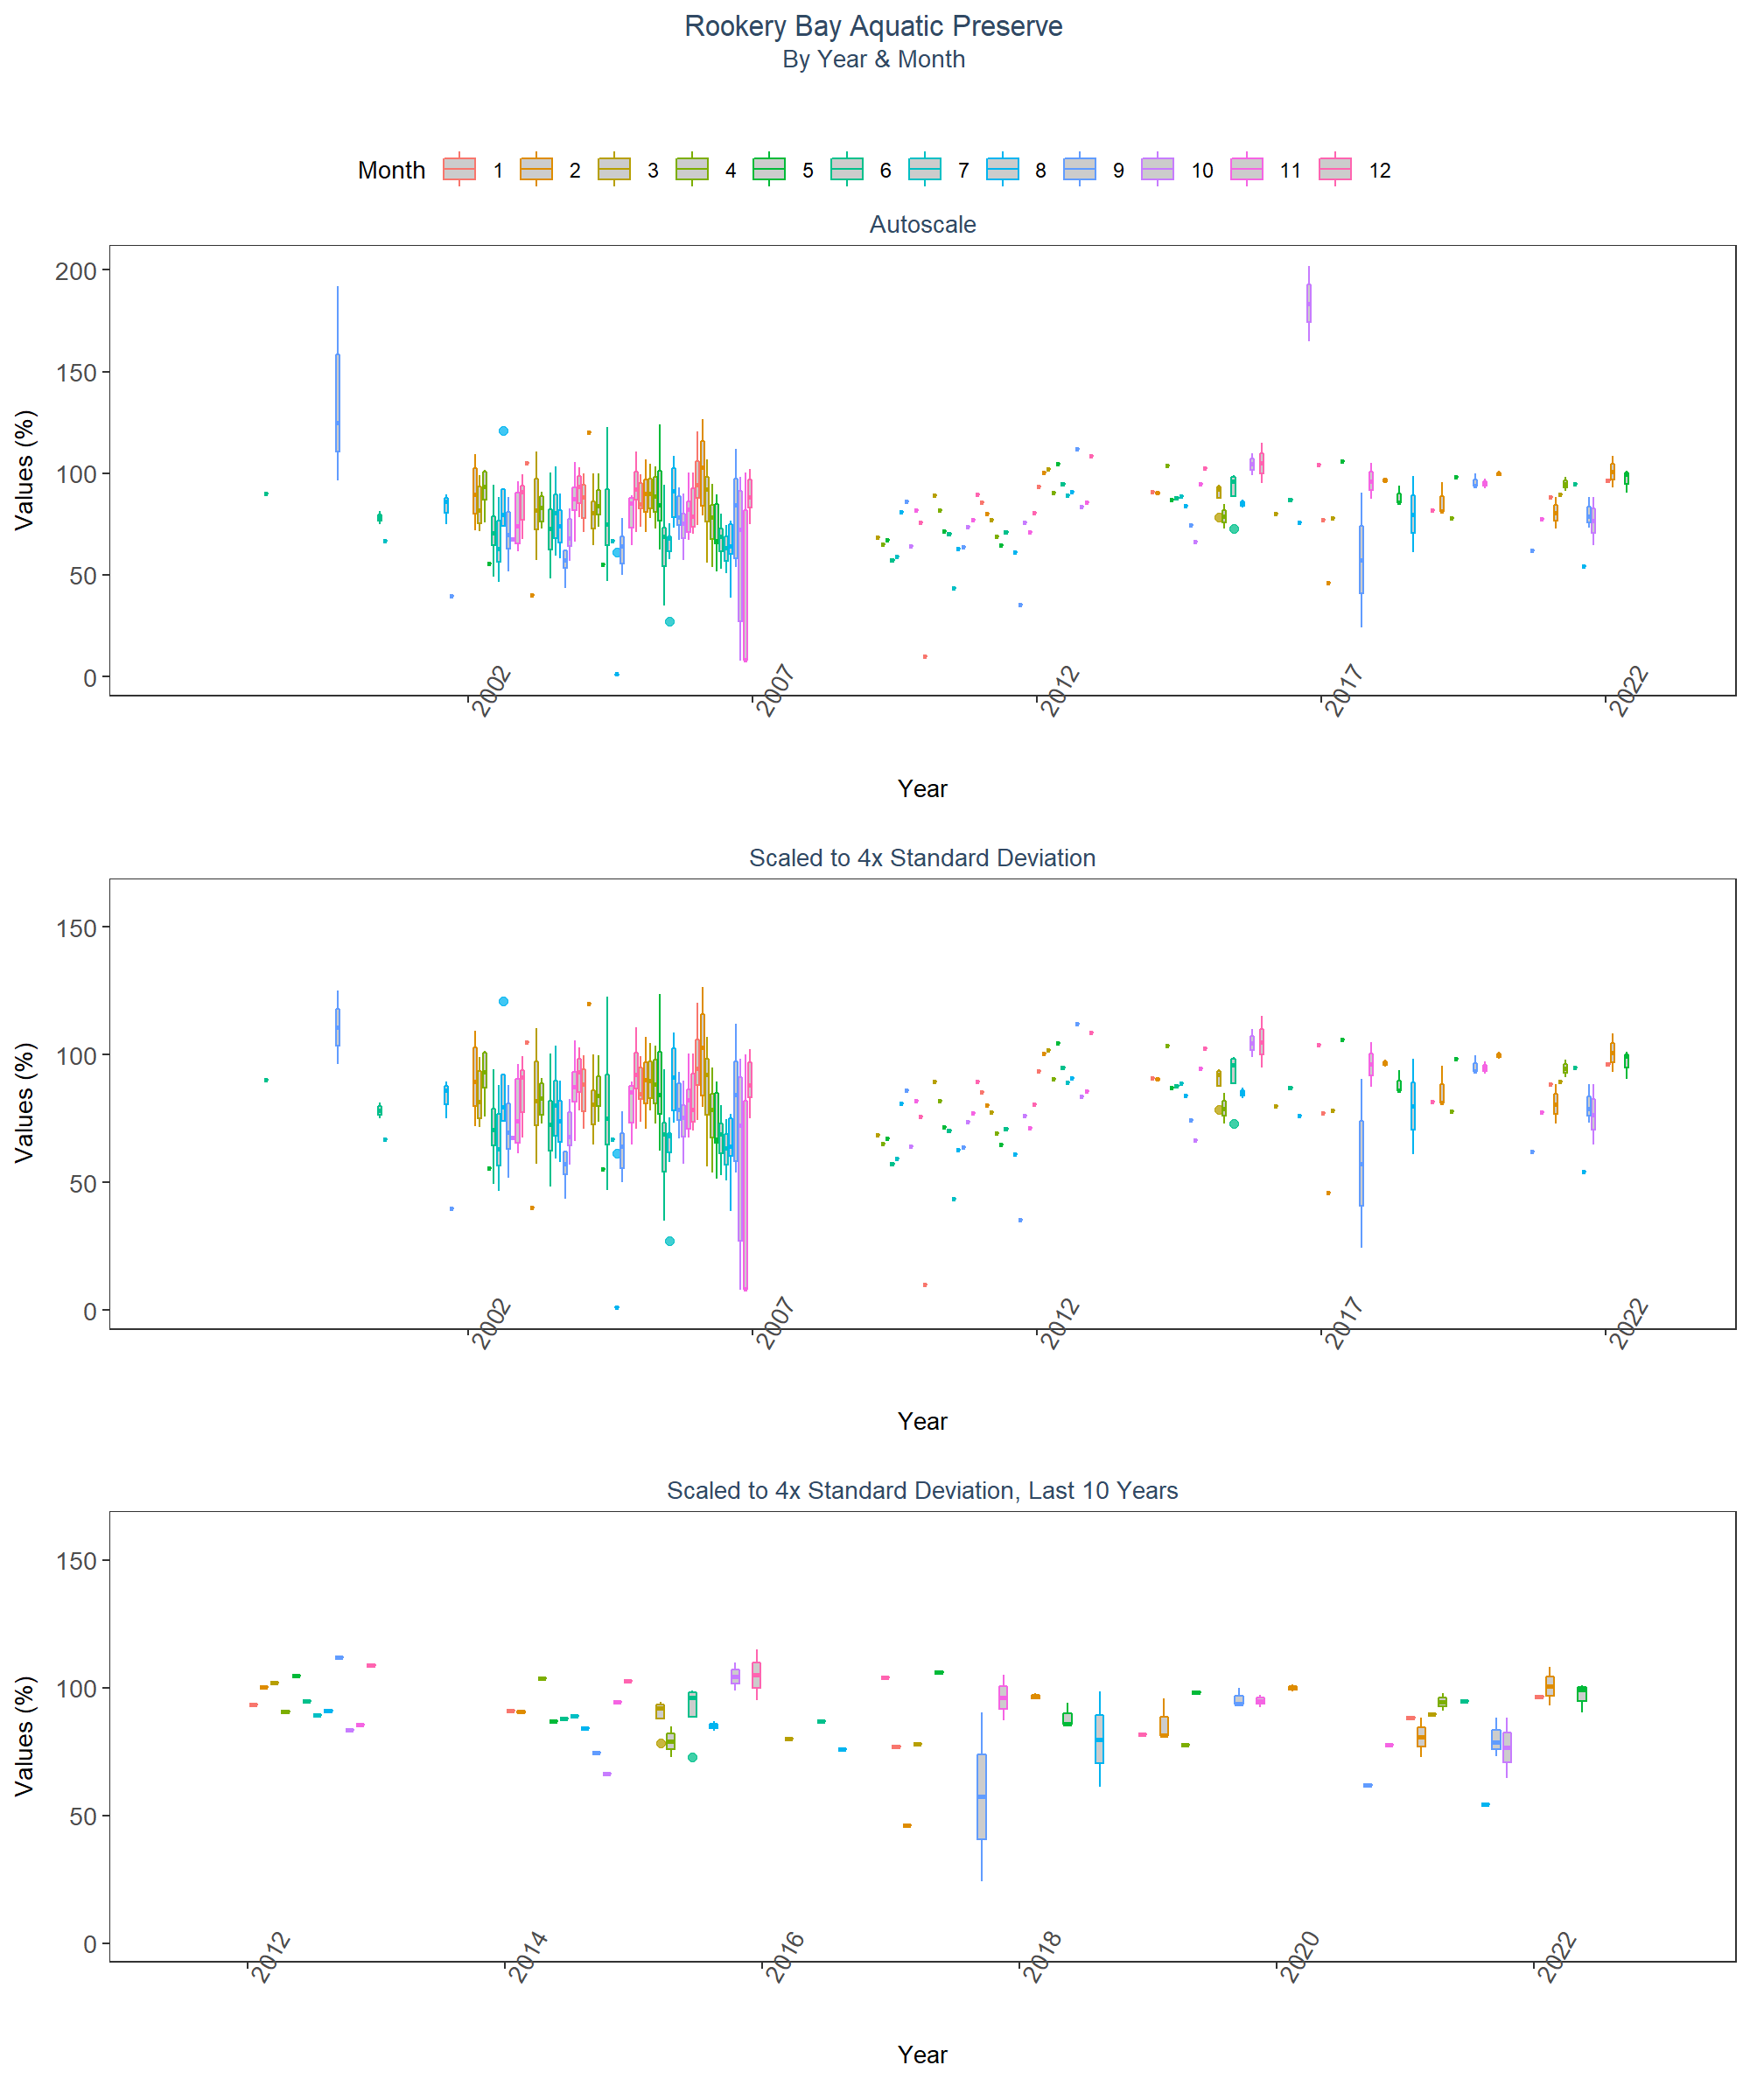 Rookery Bay Aquatic Preserve
By Year & Month
Month 1 2 3 4 5 6 7 8 9 10 11 12
Autoscale
Values (%)
200
150
100
50
0
2002 2007 2012 2017 2022
Year
Scaled to 4x Standard Deviation
Values (%)
150
100
50
0
2002 2007 2012 2017 2022
Year
Scaled to 4x Standard Deviation, Last 10 Years
Values (%)
150
100
50
0
2012 2014 2016 2018 2020 2022
Year